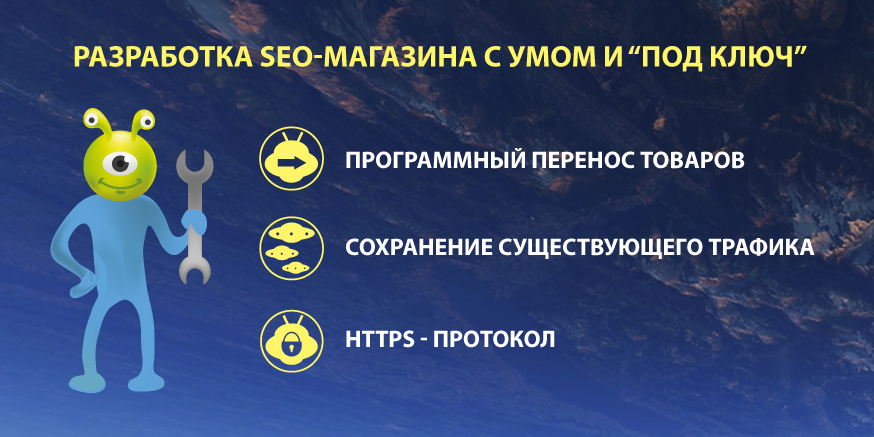 РАЗРАБОТКА SEO-МАГАЗИНА С УМОМ И “ПОД КЛЮЧ”
ПРОГРАММНЫЙ ПЕРЕНОС ТОВАРОВ
СОХРАНЕНИЕ СУЩЕСТВУЮЩЕГО ТРАФИКА
HTTPS - ПРОТОКОЛ